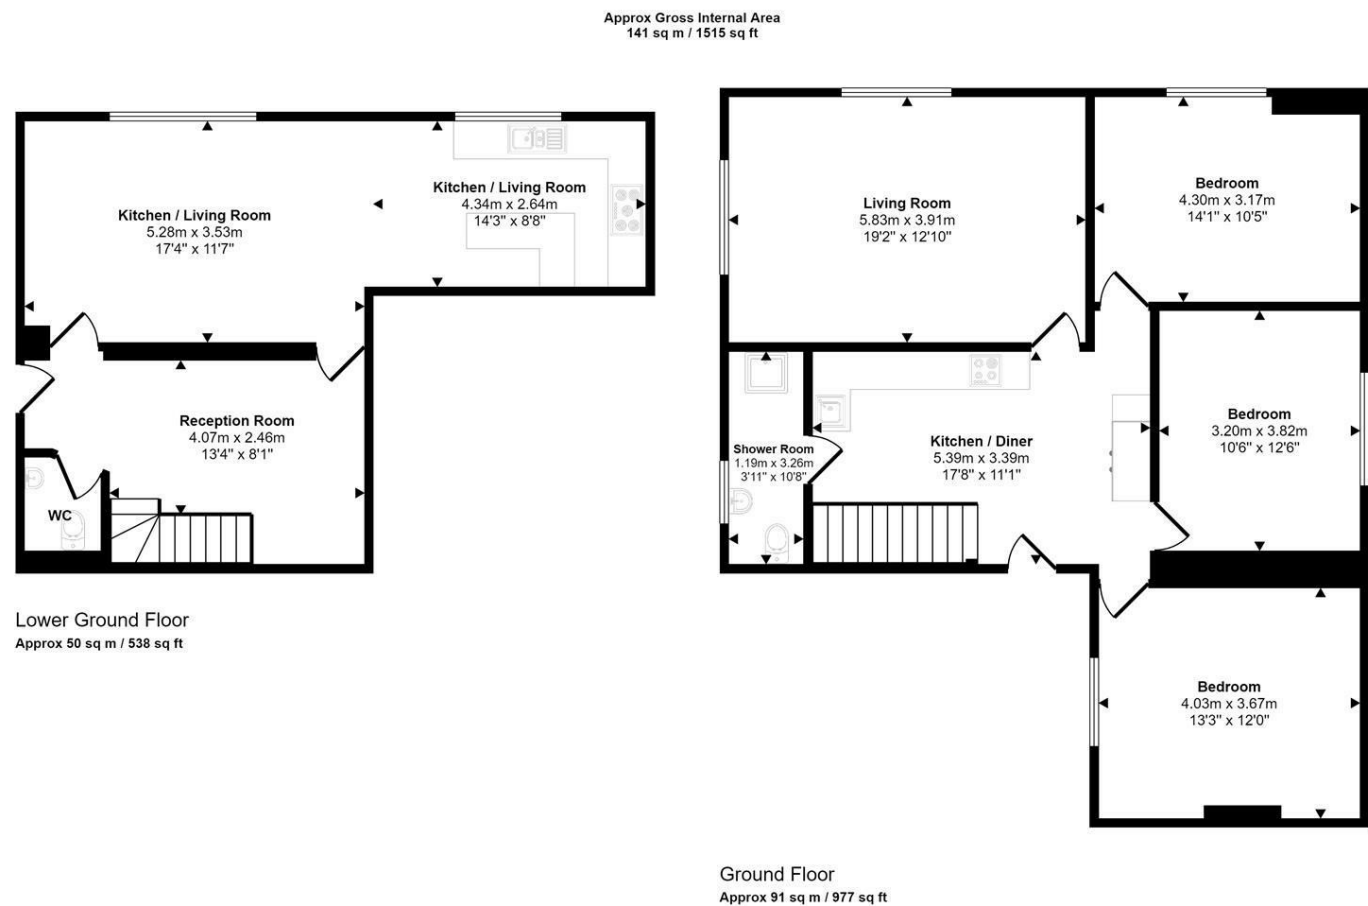 Approx Gross Internal Area
141 sq m / 1515 sq ft
Kitchen / Living Room
5.28m x 3.53m
17'4" x 11'7"
Kitchen / Living Room
4.34m x 2.64m
14'3" x 8'8"
Reception Room
4.07m x 2.46m
13'4" x 8'1"
WC
Lower Ground Floor
Approx 50 sq m / 538 sq ft
Living Room
5.83m x 3.91m
19'2" x 12'10"
Bedroom
4.30m x 3.17m
14'1" x 10'5"
Shower Room
1.19m x 3.26m
3'11" x 10'8"
Kitchen / Diner
5.39m x 3.39m
17'8" x 11'1"
Bedroom
3.20m x 3.82m
10'6" x 12'6"
Bedroom
4.03m x 3.67m
13'3" x 12'0"
Ground Floor
Approx 91 sq m / 977 sq ft